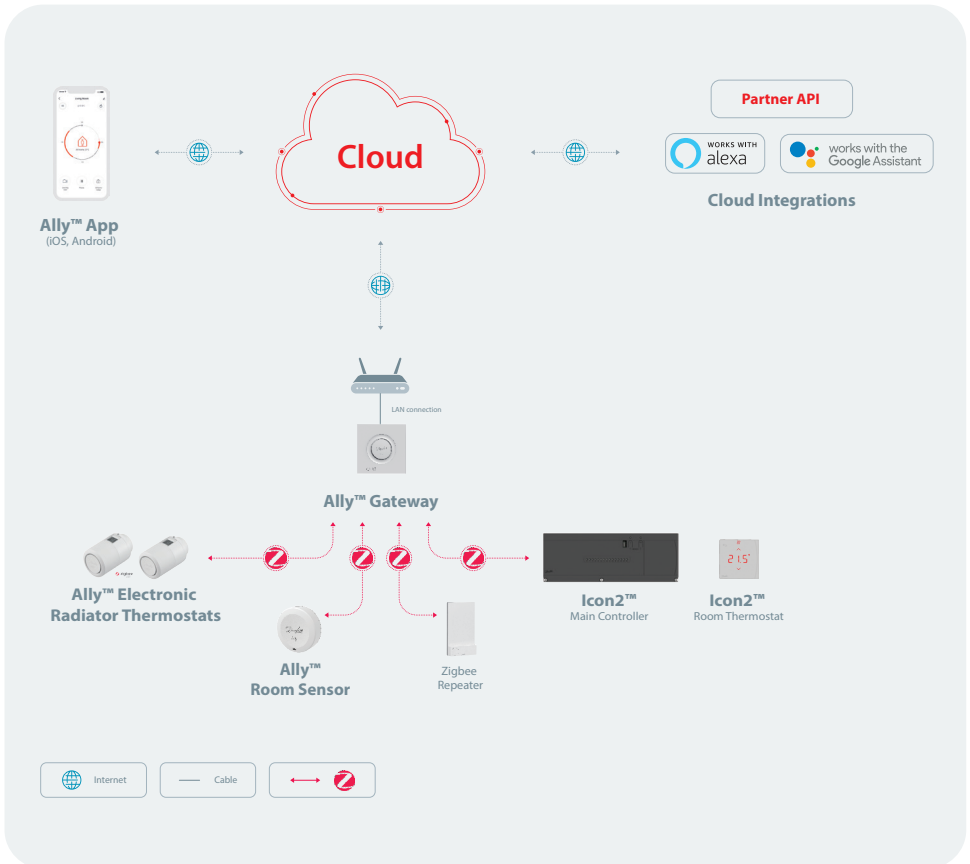 Cloud
Partner API
WORKS WITH
alexa
works with the
Google Assistant
Cloud Integrations
Ally™ App
(iOS, Android)
LAN connection
Ally™ Gateway
Ally™ Electronic
Radiator Thermostats
Icon2™
Main Controller
21.5°
Icon2™
Room Thermostat
Ally™
Room Sensor
Zigbee
Repeater
Internet
Cable